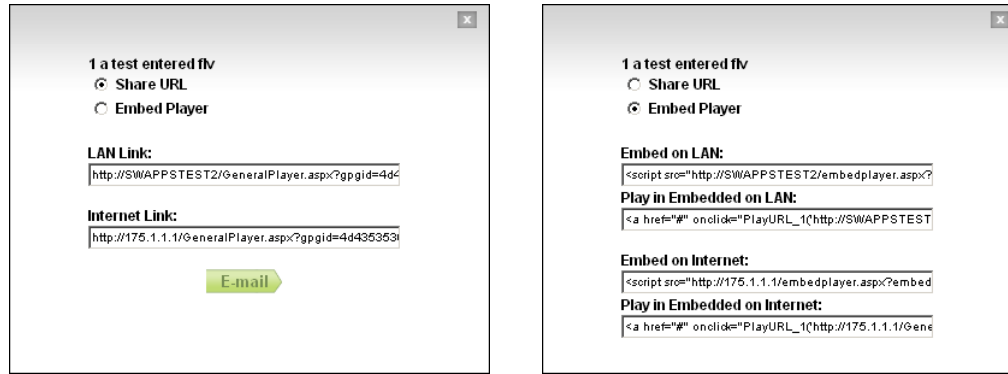 x
1 a test entered flv
Share URL
Embed Player
LAN Link:
http://SWAPPSTEST2/GeneralPlayer.aspx?gpgid=4d4
Internet Link:
http://175.1.1.1/GeneralPlayer.aspx?gpgid=4d435353
E-mail
x
1 a test entered flv
Share URL
Embed Player
Embed on LAN:
<script src="http://SWAPPSTEST2/embedplayer.aspx?
Play in Embedded on LAN:
<a href="#" onclick="PlayURL_1('http://SWAPPSTEST
Embed on Internet:
<script src="http://175.1.1.1/embedplayer.aspx?embed
Play in Embedded on Internet:
<a href="#" onclick="PlayURL_1('http://175.1.1.1/Gene